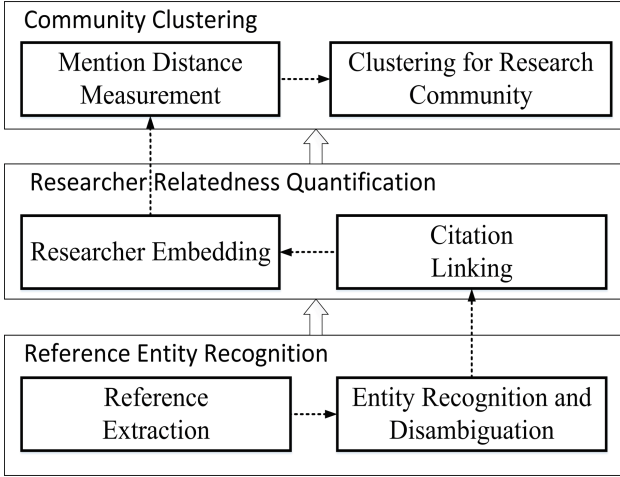 Community Clustering
Mention Distance
Measurement
Clustering for Research
Community
Researcher Relatedness Quantification
Researcher Embedding
Citation
Linking
Reference Entity Recognition
Reference
Extraction
Entity Recognition and
Disambiguation